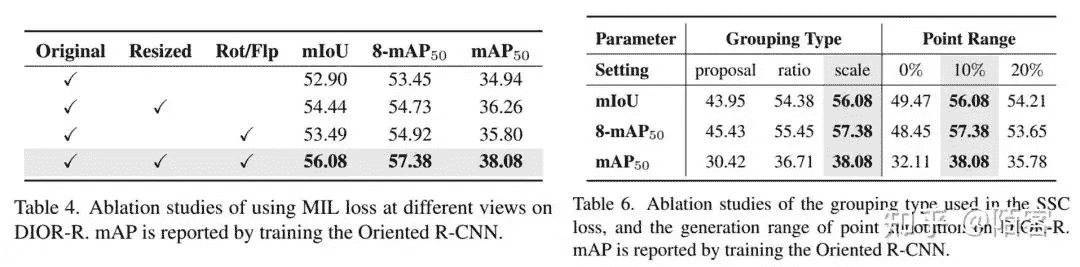 Original Resized Rot/Flp mIoU 8-mAP50 mAP50
✓ 52.90 53.45 34.94
✓ ✓ 54.44 54.73 36.26
✓ ✓ 53.49 54.92 35.80
✓ ✓ ✓ 56.08 57.38 38.08
Table 4. Ablation studies of using MIL loss at different views on
DIOR-R. mAP is reported by training the Oriented R-CNN.
Parameter Grouping Type Point Range
Setting proposal ratio scale 0% 10% 20%
mIoU 43.95 54.38 56.08 49.47 56.08 54.21
8-mAP50 45.43 55.45 57.38 48.45 57.38 53.65
mAP50 30.42 36.71 38.08 32.11 38.08 35.78
Table 6. Ablation studies of the grouping type used in the SSC
loss, and the generation range of point on DIOR-R.
mAP is reported by training the Oriented R-CNN.
知乎 @陌客